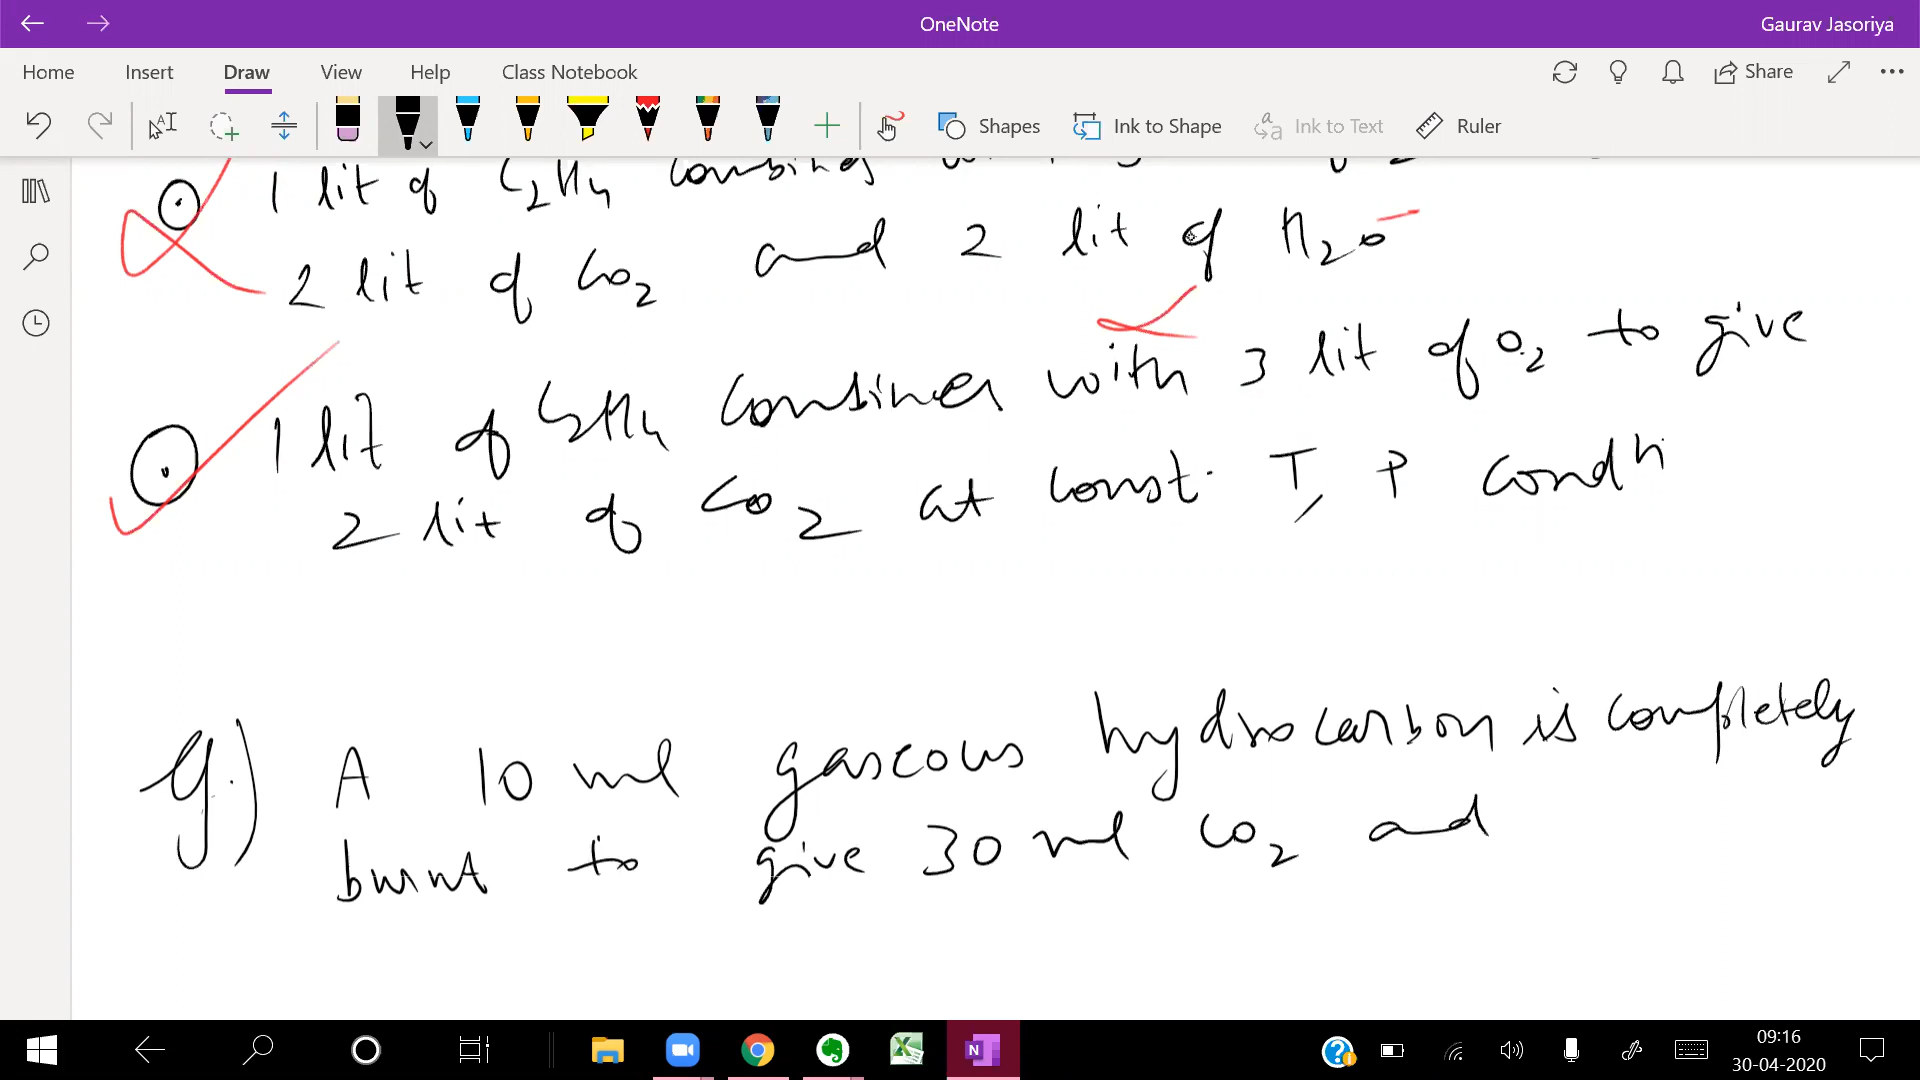 OneNote
Gaurav Jasoriya
Home Insert Draw View Help Class Notebook Share
Shapes Ink to Shape Ink to Text Ruler
1 lit of C2H4 combines
2 lit of CO2 and 2 lit of H2O
1 lit of C2H4 combines with 3 lit of O2 to give
2 lit of CO2 at const. T, P condn
g.) A 10 ml gaseous hydrocarbon is completely
burnt to give 30 ml CO2 and
09:16
30-04-2020